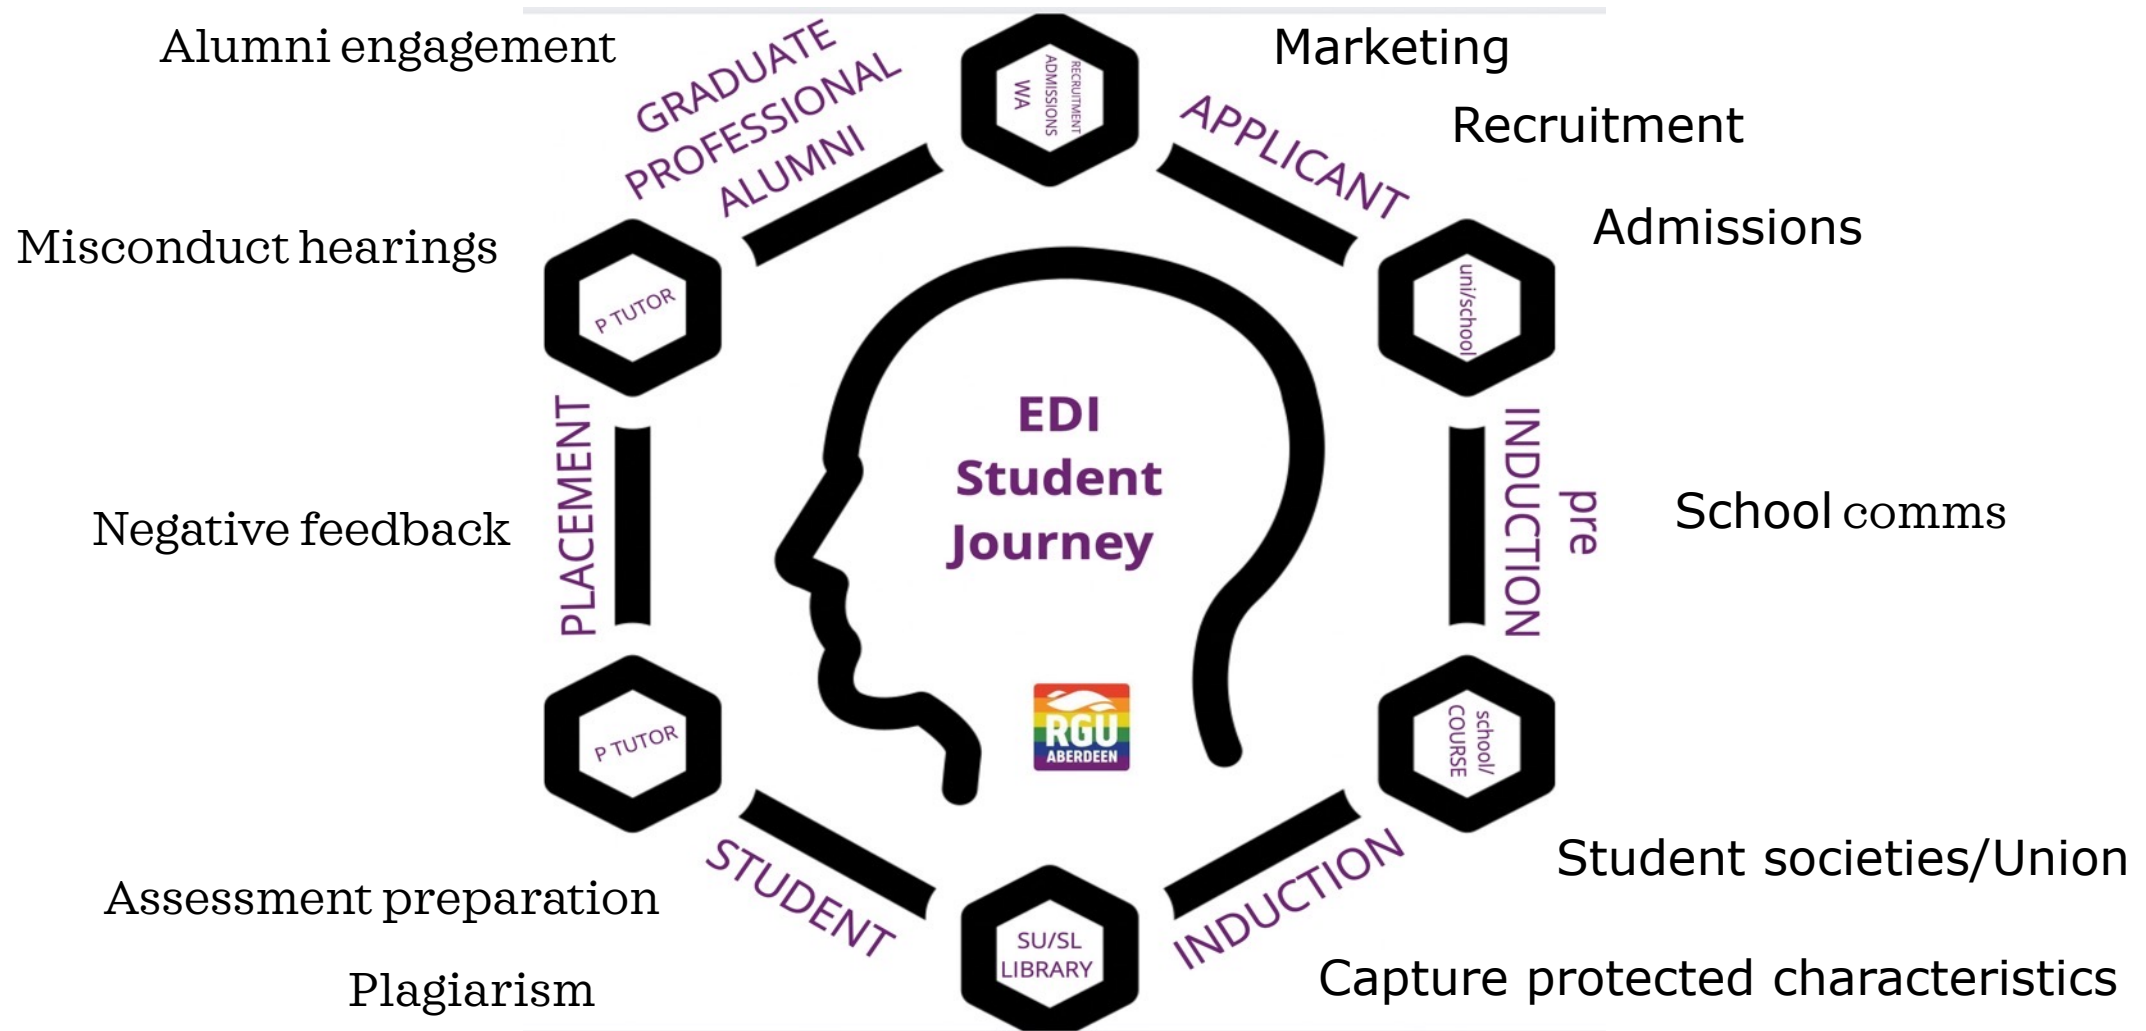 Alumni engagement
GRADUATE
PROFESSIONAL
ALUMNI
RECRUITMENT
ADMISSIONS
WA
Marketing
APPLICANT
Recruitment
Admissions
Misconduct hearings
P TUTOR
uni/school
EDI
Student
Journey
PLACEMENT
Negative feedback
pre
INDUCTION
School comms
P TUTOR
RGU
ABERDEEN
school/
COURSE
STUDENT
Assessment preparation
Plagiarism
SU/SL
LIBRARY
INDUCTION
Student societies/Union
Capture protected characteristics